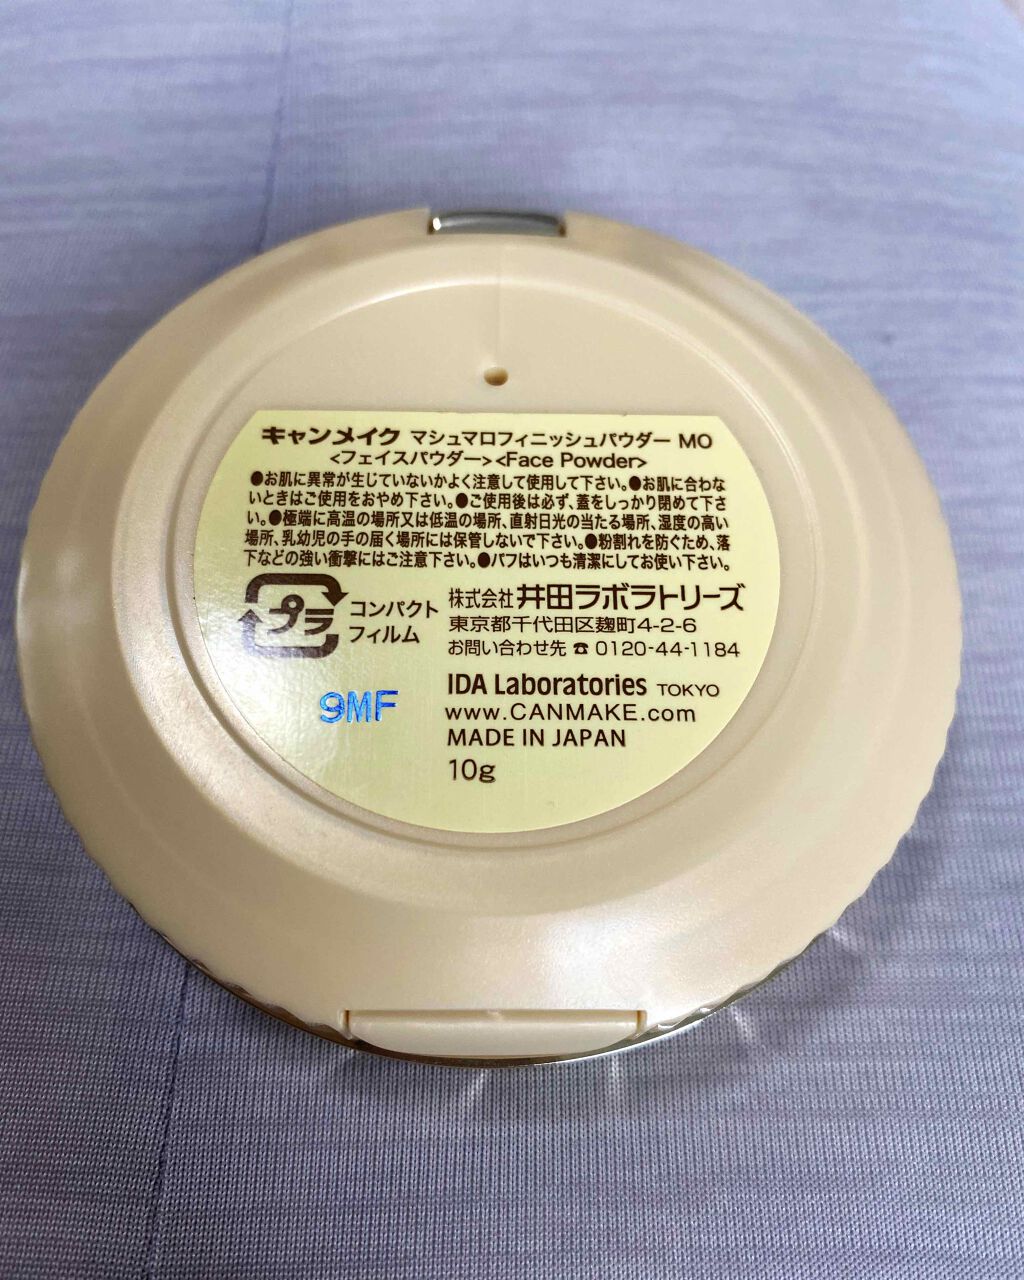 キャンメイク マシュマロフィニッシュパウダー MO
<フェイスパウダー><Face Powder>
●お肌に異常が生じていないかよく注意して使用して下さい。●お肌に合わな
いときはご使用をおやめ下さい。●ご使用後は必ず、蓋をしっかり閉めて下さ
い。●極端に高温の場所又は低温の場所、直射日光の当たる場所、湿度の高い
場所、乳幼児の手の届く場所には保管しないで下さい。●粉割れを防ぐため、落
下などの強い衝撃にはご注意下さい。●パフはいつも清潔にしてお使い下さい。
プラ
コンパクト
フィルム
株式会社 井田ラボラトリーズ
東京都千代田区麹町4-2-6
お問い合わせ先 ☎ 0120-44-1184
9MF
IDA Laboratories TOKYO
www.CANMAKE.com
MADE IN JAPAN
10g